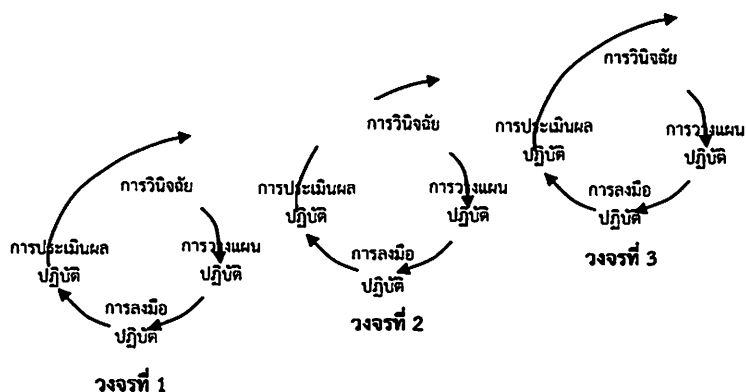 การวินิจฉัย
การวางแผน
ปฏิบัติ
การลงมือ
ปฏิบัติ
การประเมินผล
ปฏิบัติ
วงจรที่ 1
การวินิจฉัย
การวางแผน
ปฏิบัติ
การลงมือ
ปฏิบัติ
การประเมินผล
ปฏิบัติ
วงจรที่ 2
การวินิจฉัย
การวางแผน
ปฏิบัติ
การลงมือ
ปฏิบัติ
การประเมินผล
ปฏิบัติ
วงจรที่ 3